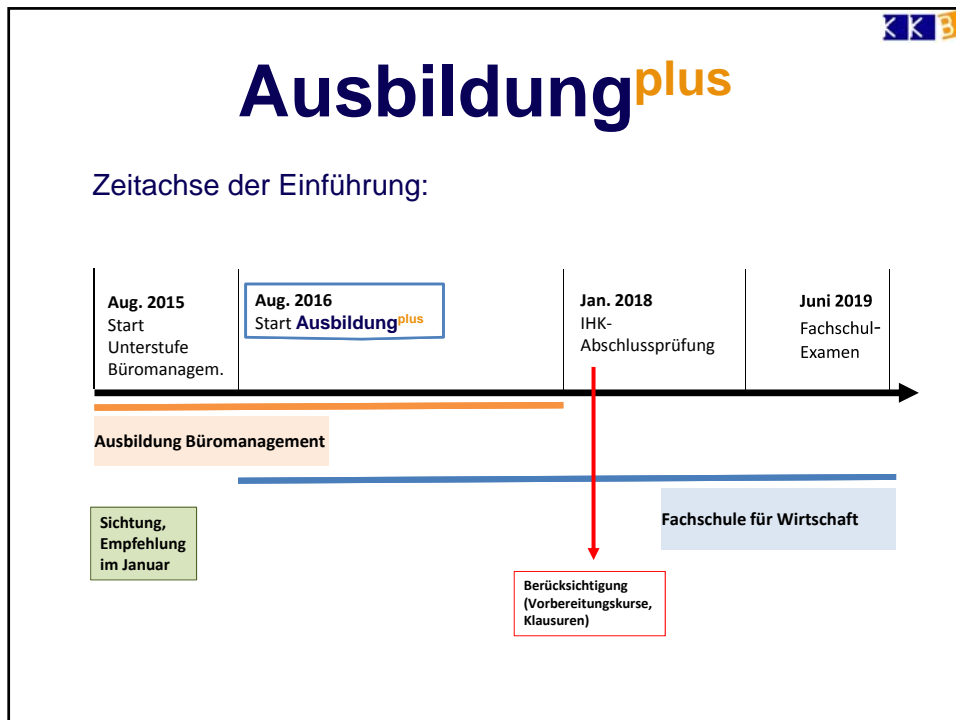 KKB
Ausbildungplus
Zeitachse der Einführung:
Aug. 2015
Start
Unterstufe
Büromanagem.
Aug. 2016
Start Ausbildungplus
Jan. 2018
IHK-
Abschlussprüfung
Juni 2019
Fachschul-
Examen
Ausbildung Büromanagement
Sichtung,
Empfehlung
im Januar
Fachschule für Wirtschaft
Berücksichtigung
(Vorbereitungskurse,
Klausuren)